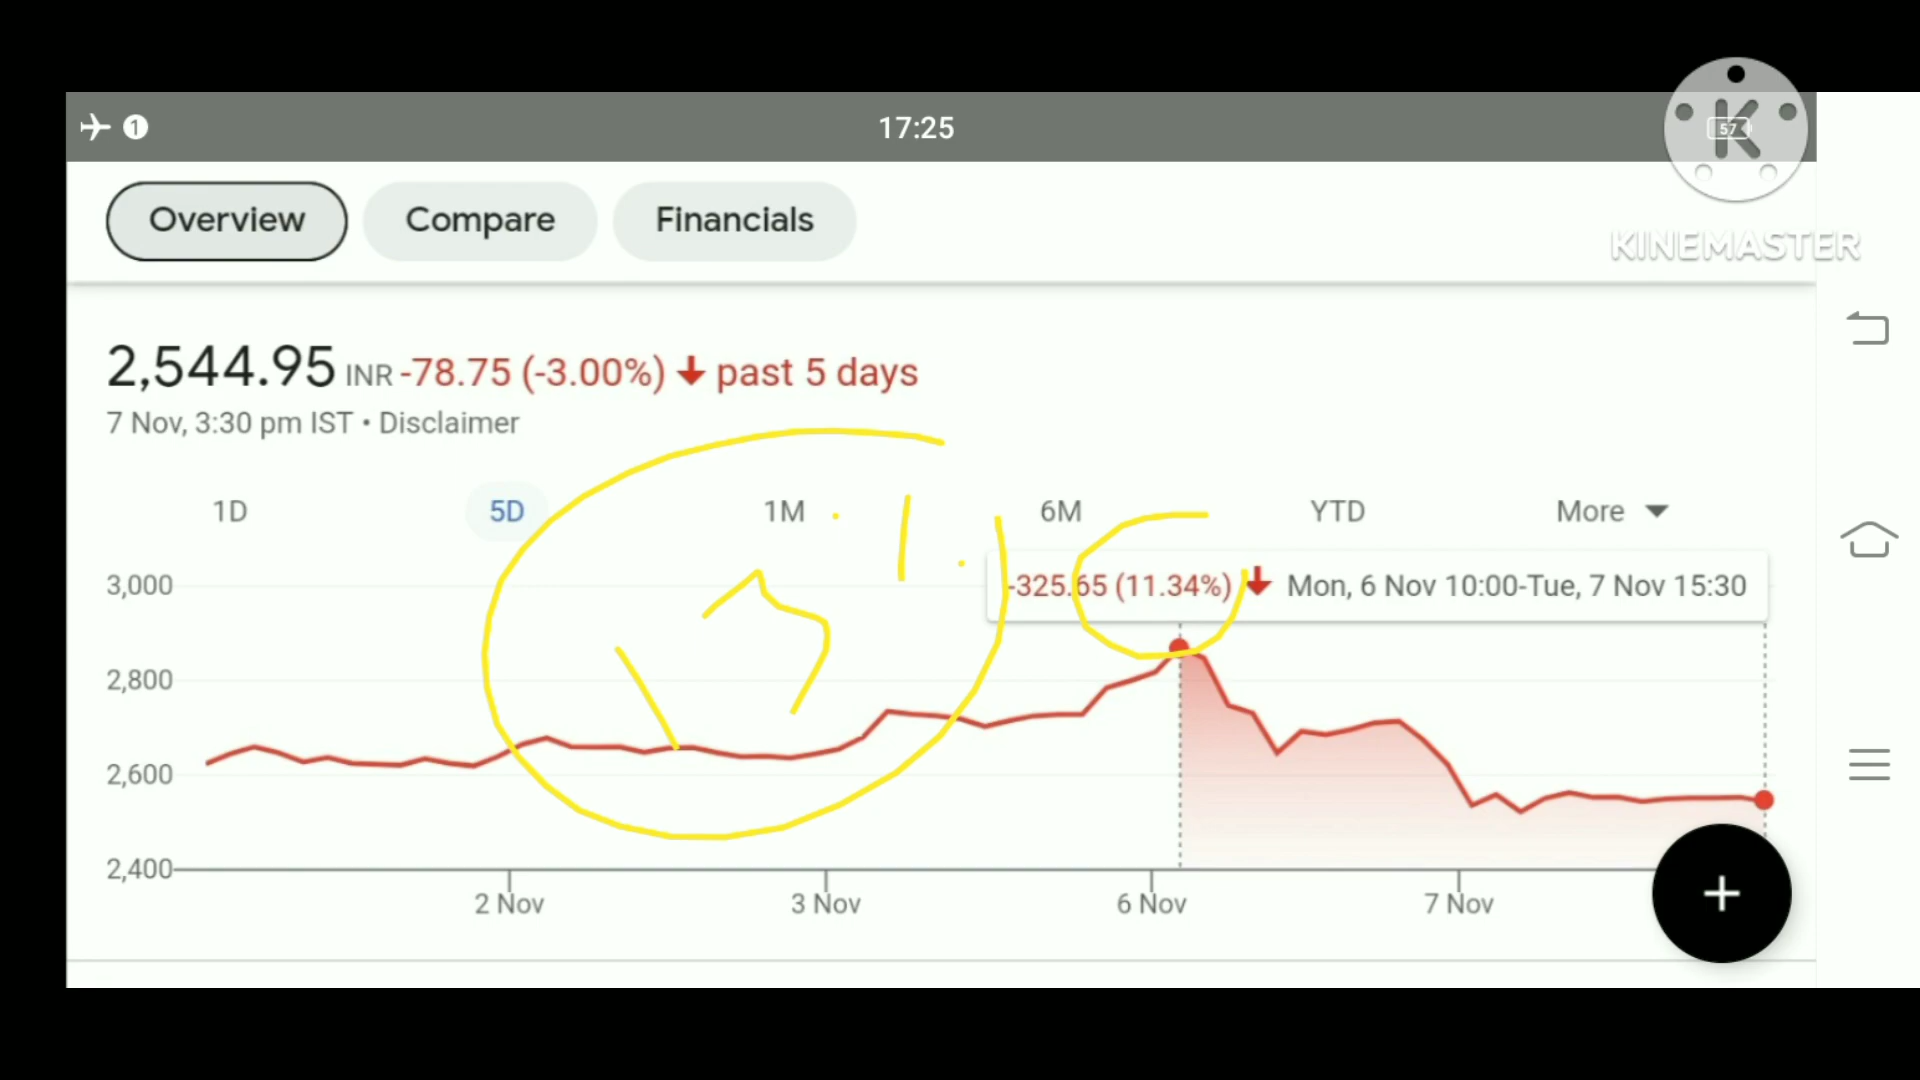 17:25
57
K
KINEMASTER
Overview Compare Financials
2,544.95 INR -78.75 (-3.00%) past 5 days
7 Nov, 3:30 pm IST • Disclaimer
1D 5D 1M 6M YTD More
-325.65 (11.34%) Mon, 6 Nov 10:00-Tue, 7 Nov 15:30
3,000
2,800
2,600
2,400
2 Nov 3 Nov 6 Nov 7 Nov